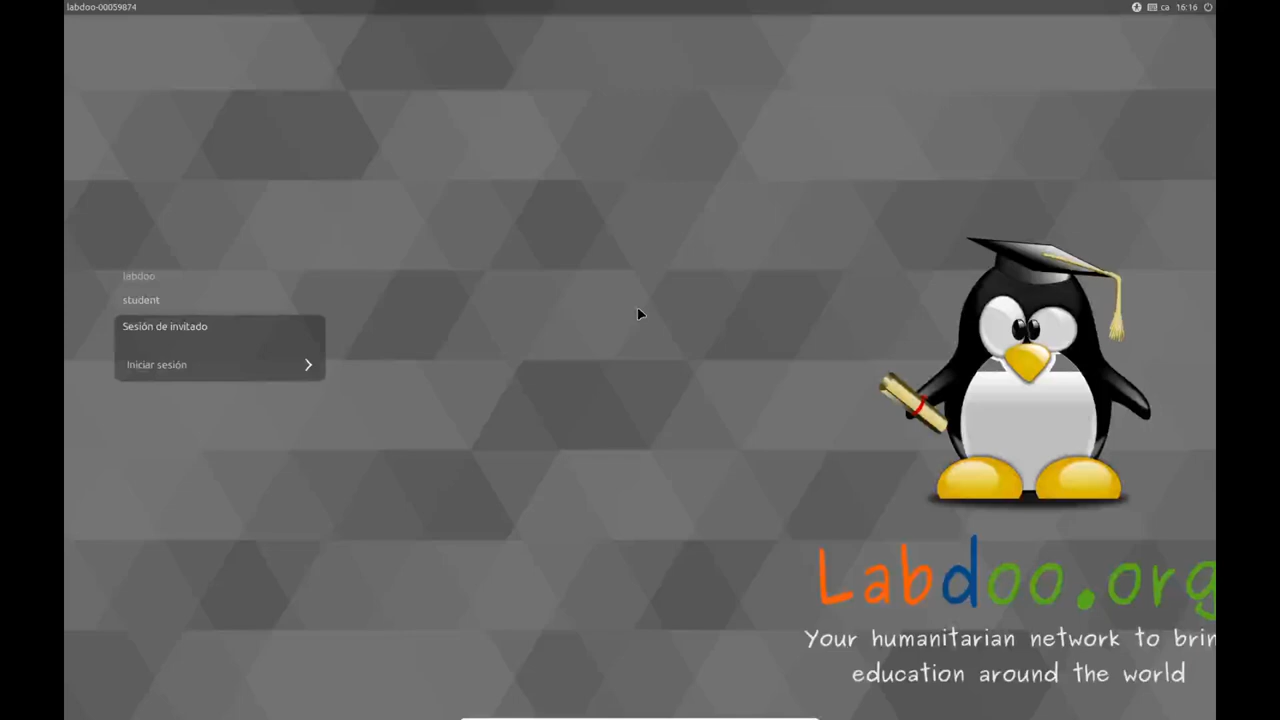 labdoo-00059874
ca 16:16
labdoo
student
Sesión de invitado
Iniciar sesión
Labdoo.org
Your humanitarian network to brin
education around the world